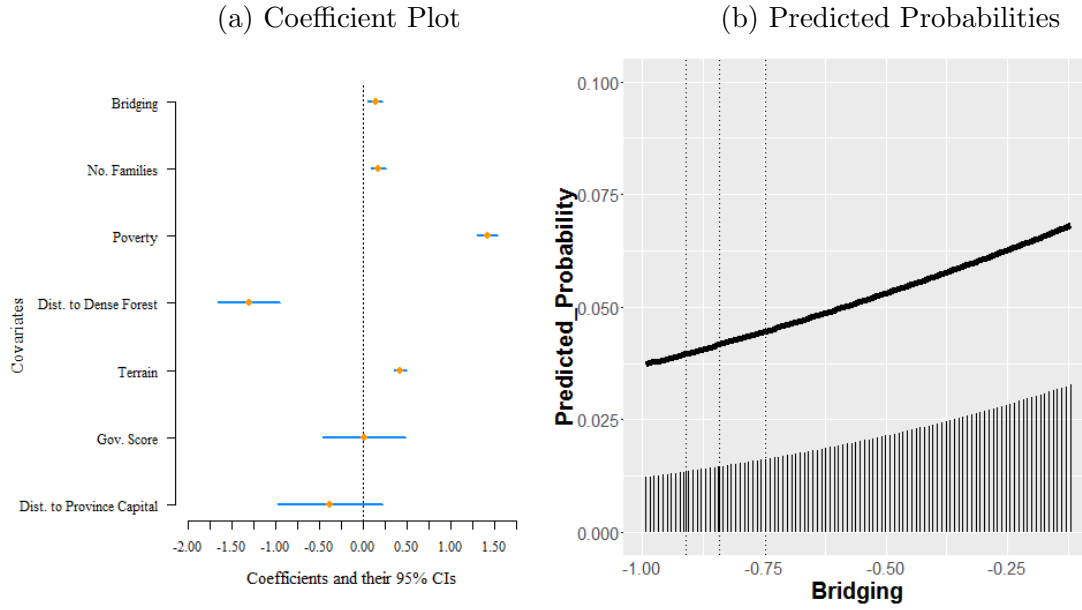 (a) Coefficient Plot
Covariates
Bridging
No. Families
Poverty
Dist. to Dense Forest
Terrain
Gov. Score
Dist. to Province Capital
-2.00 -1.50 -1.00 -0.50 0.00 0.50 1.00 1.50
Coefficients and their 95% CIs
(b) Predicted Probabilities
Predicted_Probability
0.100
0.075
0.050
0.025
0.000
-1.00 -0.75 -0.50 -0.25
Bridging